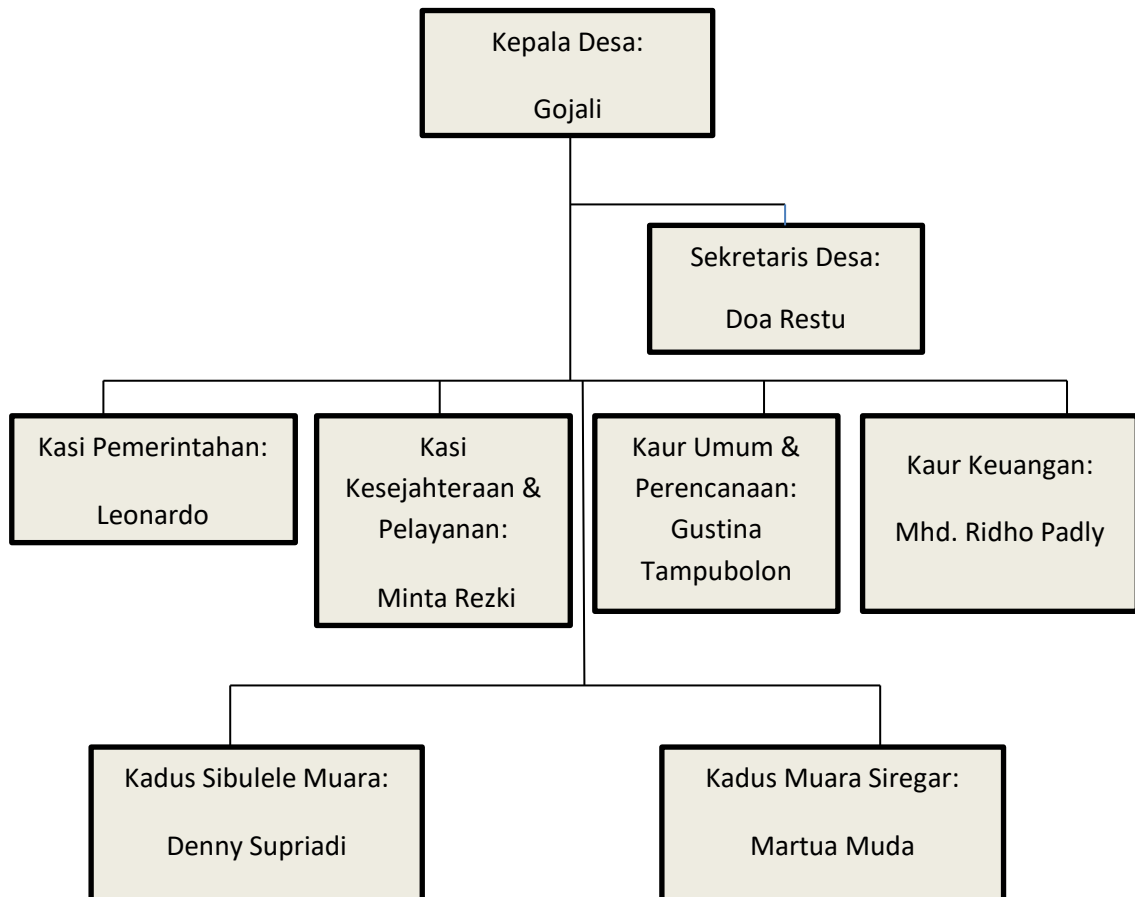 Kepala Desa:
Gojali
Sekretaris Desa:
Doa Restu
Kasi Pemerintahan:
Leonardo
Kasi
Kesejahteraan &
Pelayanan:
Minta Rezki
Kaur Umum &
Perencanaan:
Gustina
Tampubolon
Kaur Keuangan:
Mhd. Ridho Padly
Kadus Sibulele Muara:
Denny Supriadi
Kadus Muara Siregar:
Martua Muda